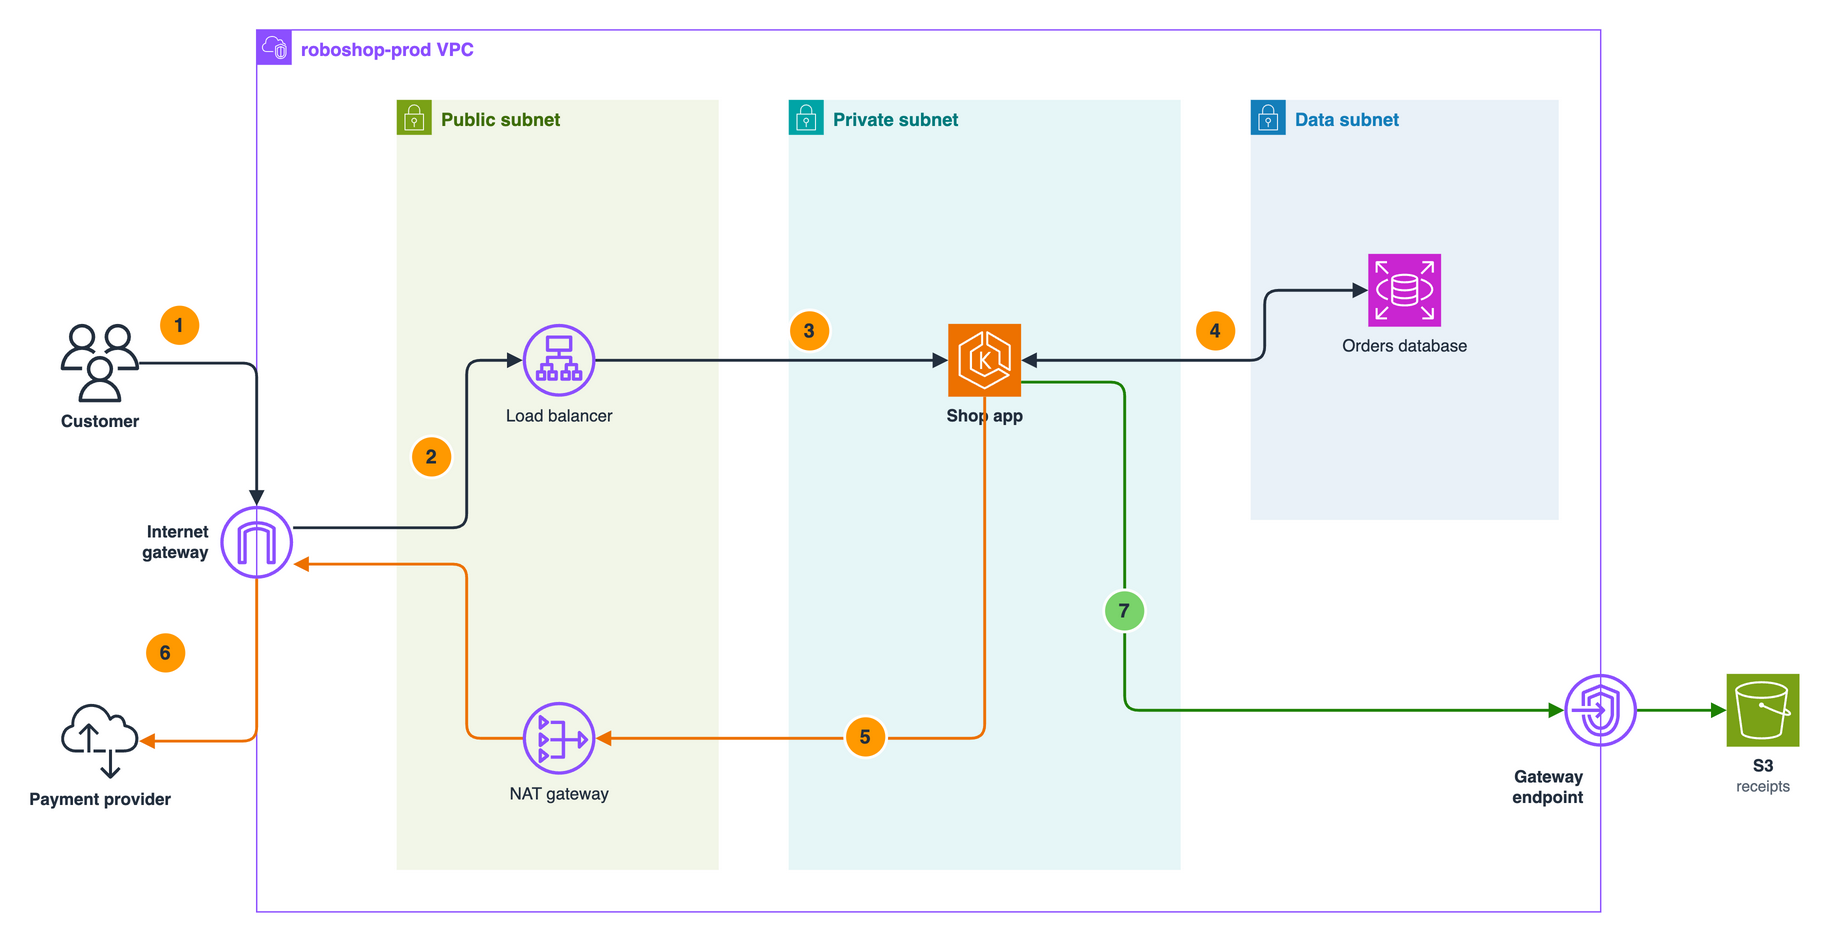 roboshop-prod VPC
Public subnet
Private subnet
Data subnet
1
Customer
2
Load balancer
3
Shop app
4
Orders database
Internet
gateway
6
Payment provider
5
NAT gateway
7
Gateway
endpoint
S3
receipts
K